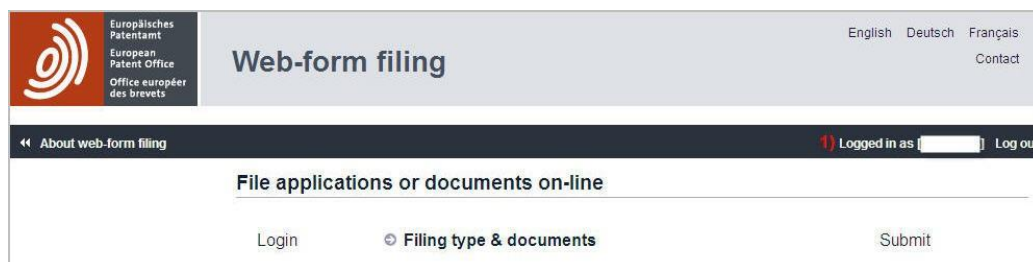 Europäisches
Patentamt
European
Patent Office
Office européen
des brevets
Web-form filing
English Deutsch Français
Contact
About web-form filing
1) Logged in as [ ] Log ou
File applications or documents on-line
Login Filing type & documents Submit